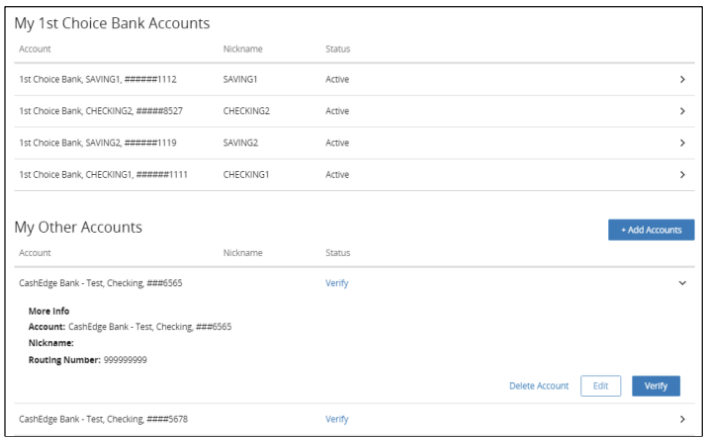 My 1st Choice Bank Accounts
Account Nickname Status
1st Choice Bank, SAVING1, ######1112 SAVING1 Active
1st Choice Bank, CHECKING2, #####8527 CHECKING2 Active
1st Choice Bank, SAVING2, ######1119 SAVING2 Active
1st Choice Bank, CHECKING1, ######1111 CHECKING1 Active
My Other Accounts + Add Accounts
Account Nickname Status
CashEdge Bank - Test, Checking, ###6565 Verify
More Info
Account: CashEdge Bank - Test, Checking, ###6565
Nickname:
Routing Number: 999999999
Delete Account Edit Verify
CashEdge Bank - Test, Checking, ####5678 Verify